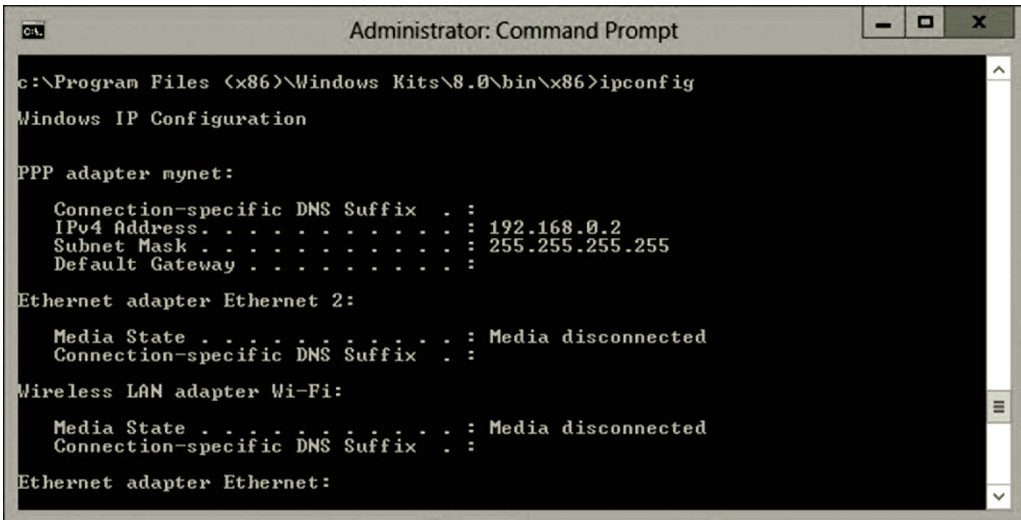 Administrator: Command Prompt
c:\Program Files (x86)\Windows Kits\8.0\bin\x86>ipconfig
Windows IP Configuration
PPP adapter mynet:
Connection-specific DNS Suffix . :
IPv4 Address. . . . . . . . . . . : 192.168.0.2
Subnet Mask . . . . . . . . . . . : 255.255.255.255
Default Gateway . . . . . . . . . :
Ethernet adapter Ethernet 2:
Media State . . . . . . . . . . . : Media disconnected
Connection-specific DNS Suffix . :
Wireless LAN adapter Wi-Fi:
Media State . . . . . . . . . . . : Media disconnected
Connection-specific DNS Suffix . :
Ethernet adapter Ethernet: